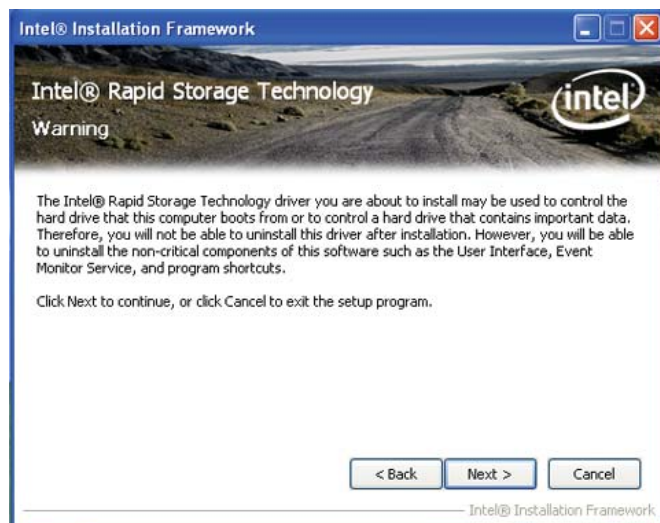 Intel® Installation Framework
Intel® Rapid Storage Technology
intel
Warning
The Intel® Rapid Storage Technology driver you are about to install may be used to control the
hard drive that this computer boots from or to control a hard drive that contains important data.
Therefore, you will not be able to uninstall this driver after installation. However, you will be able
to uninstall the non-critical components of this software such as the User Interface, Event
Monitor Service, and program shortcuts.
Click Next to continue, or click Cancel to exit the setup program.
< Back
Next >
Cancel
Intel® Installation Framework